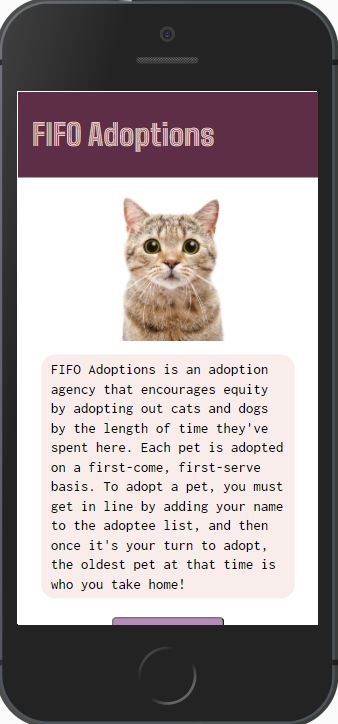 FIFO Adoptions
FIFO Adoptions is an adoption
agency that encourages equity
by adopting out cats and dogs
by the length of time they've
spent here. Each pet is adopted
on a first-come, first-serve
basis. To adopt a pet, you must
get in line by adding your name
to the adoptee list, and then
once it's your turn to adopt,
the oldest pet at that time is
who you take home!